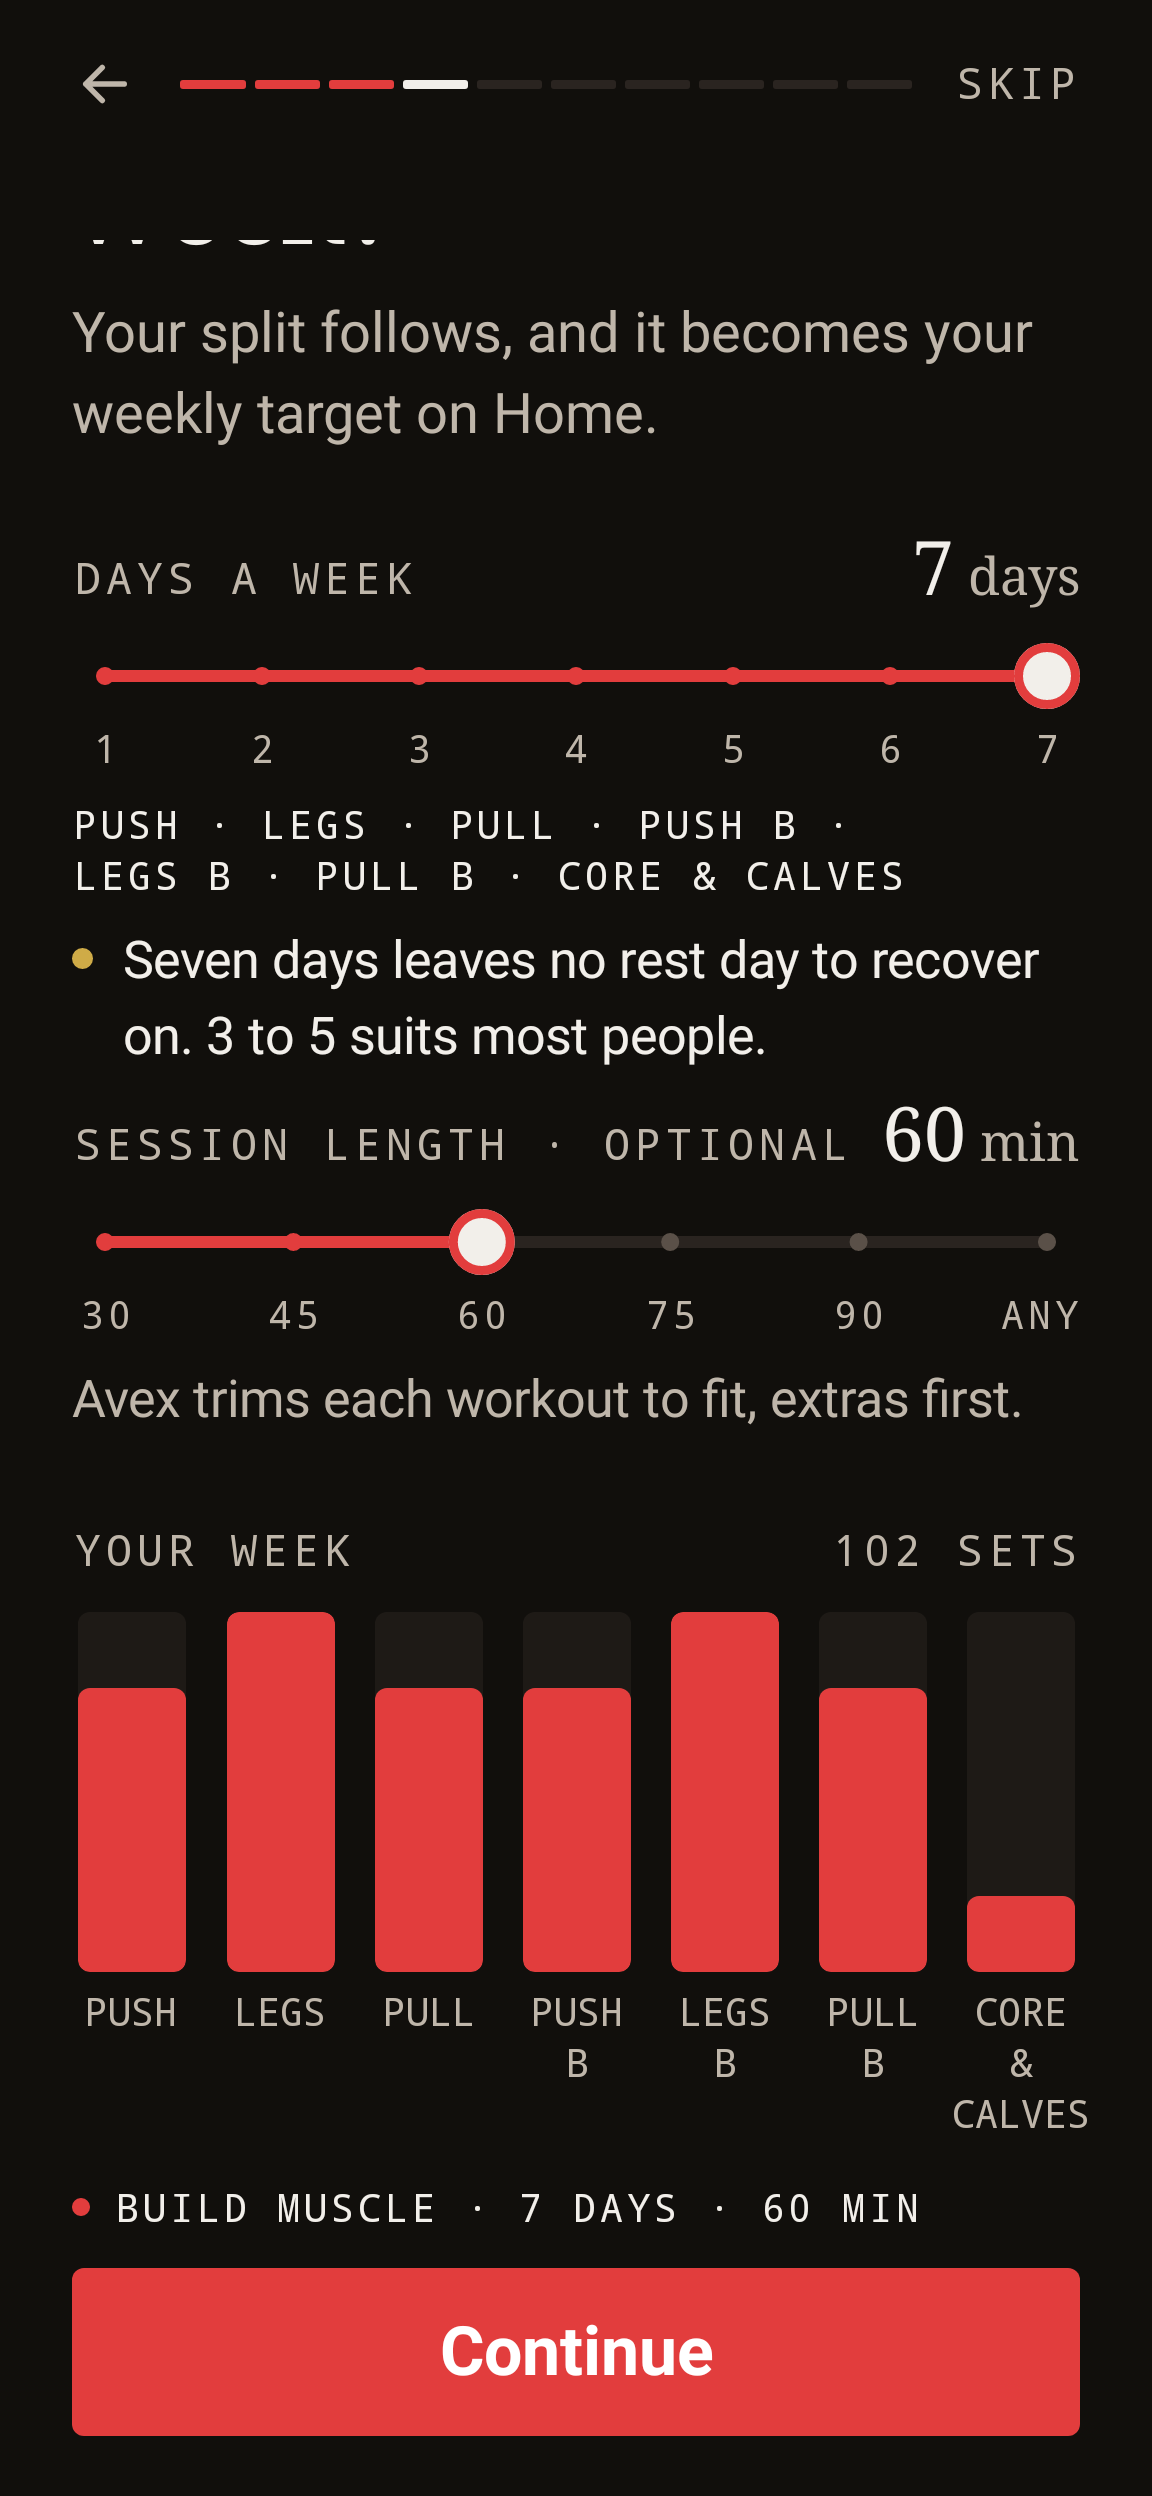 SKIP
Your split follows, and it becomes your
weekly target on Home.
DAYS A WEEK 7 days
1 2 3 4 5 6 7
PUSH · LEGS · PULL · PUSH B ·
LEGS B · PULL B · CORE & CALVES
Seven days leaves no rest day to recover
on. 3 to 5 suits most people.
SESSION LENGTH · OPTIONAL 60 min
30 45 60 75 90 ANY
Avex trims each workout to fit, extras first.
YOUR WEEK 102 SETS
PUSH LEGS PULL PUSH B LEGS B PULL B CORE & CALVES
BUILD MUSCLE · 7 DAYS · 60 MIN
Continue